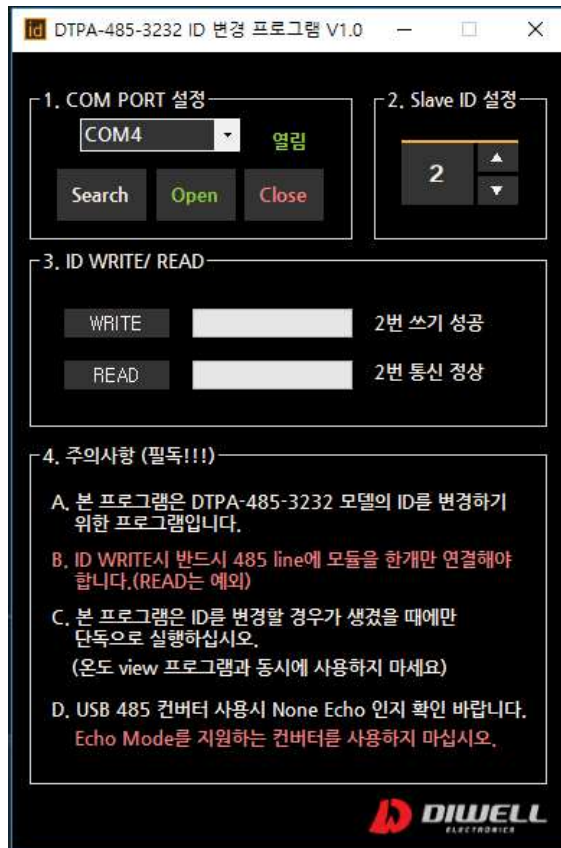 id DTPA-485-3232 ID 변경 프로그램 V1.0
1. COM PORT 설정
COM4
열림
Search Open Close
2. Slave ID 설정
2
3. ID WRITE/ READ
WRITE 2번 쓰기 성공
READ 2번 통신 정상
4. 주의사항 (필독!!!)
A. 본 프로그램은 DTPA-485-3232 모델의 ID를 변경하기
위한 프로그램입니다.
B. ID WRITE시 반드시 485 line에 모듈을 한개만 연결해야
합니다.(READ는 예외)
C. 본 프로그램은 ID를 변경할 경우가 생겼을 때에만
단독으로 실행하십시오.
(온도 view 프로그램과 동시에 사용하지 마세요)
D. USB 485 컨버터 사용시 None Echo 인지 확인 바랍니다.
Echo Mode를 지원하는 컨버터를 사용하지 마십시오.
DIWELL
ELECTRONICS